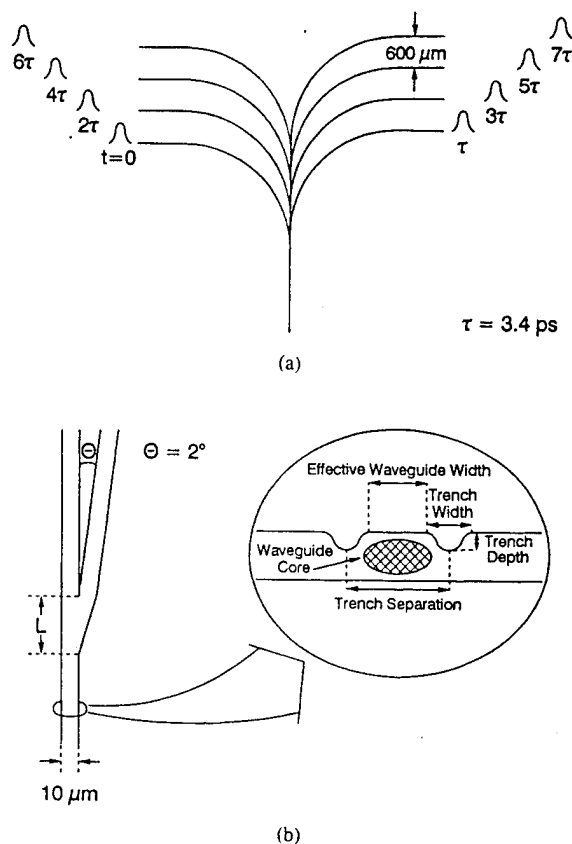 6τ
4τ
2τ
t=0
600 μm
7τ
5τ
3τ
τ
τ = 3.4 ps
(a)
Θ
Θ = 2°
L
10 μm
Effective Waveguide Width
Trench
Width
Waveguide
Core
Trench
Depth
Trench Separation
(b)